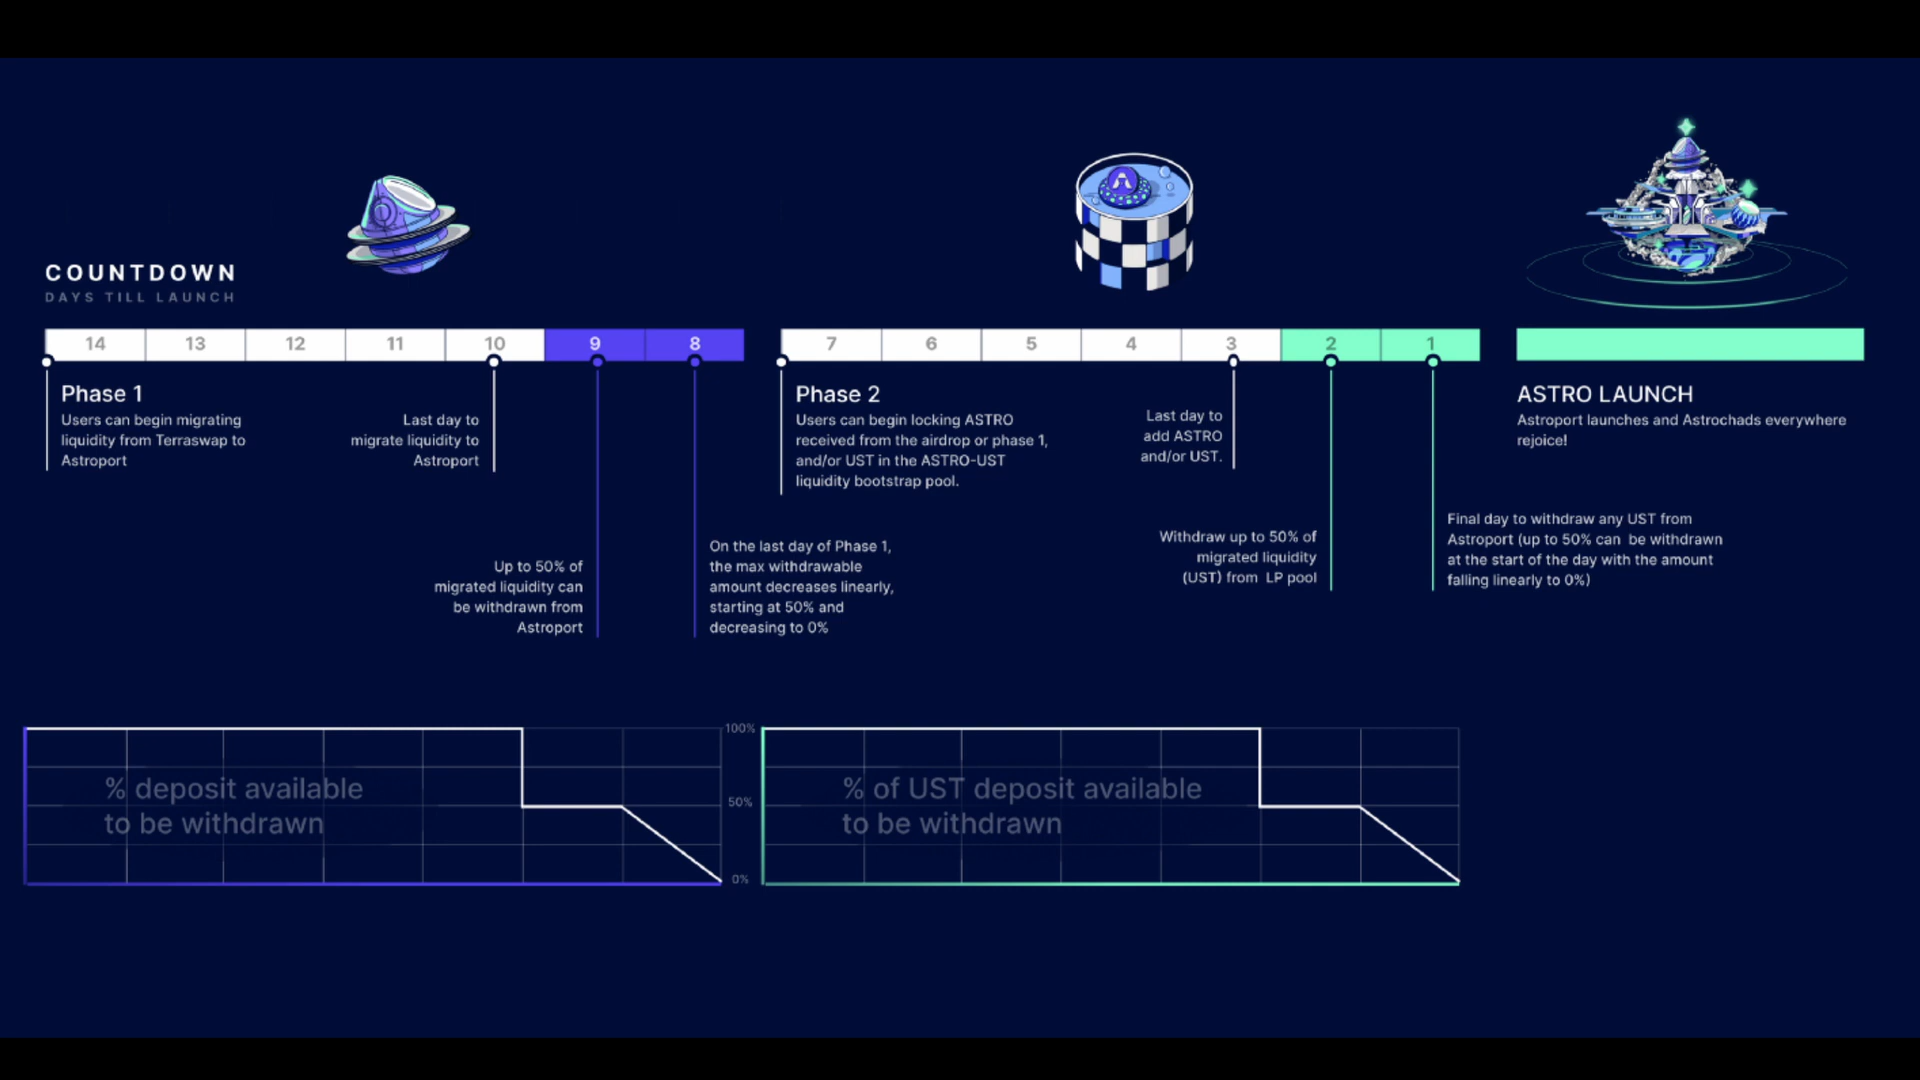 COUNTDOWN
DAYS TILL LAUNCH
14 13 12 11 10 9 8
7 6 5 4 3 2 1
Phase 1
Users can begin migrating
liquidity from Terraswap to
Astroport
Last day to
migrate liquidity to
Astroport
Up to 50% of
migrated liquidity can
be withdrawn from
Astroport
On the last day of Phase 1,
the max withdrawable
amount decreases linearly,
starting at 50% and
decreasing to 0%
Phase 2
Users can begin locking ASTRO
received from the airdrop or phase 1,
and/or UST in the ASTRO-UST
liquidity bootstrap pool.
Last day to
add ASTRO
and/or UST.
Withdraw up to 50% of
migrated liquidity
(UST) from LP pool
Final day to withdraw any UST from
Astroport (up to 50% can be withdrawn
at the start of the day with the amount
falling linearly to 0%)
ASTRO LAUNCH
Astroport launches and Astrochads everywhere
rejoice!
% deposit available
to be withdrawn
100%
50%
0%
% of UST deposit available
to be withdrawn